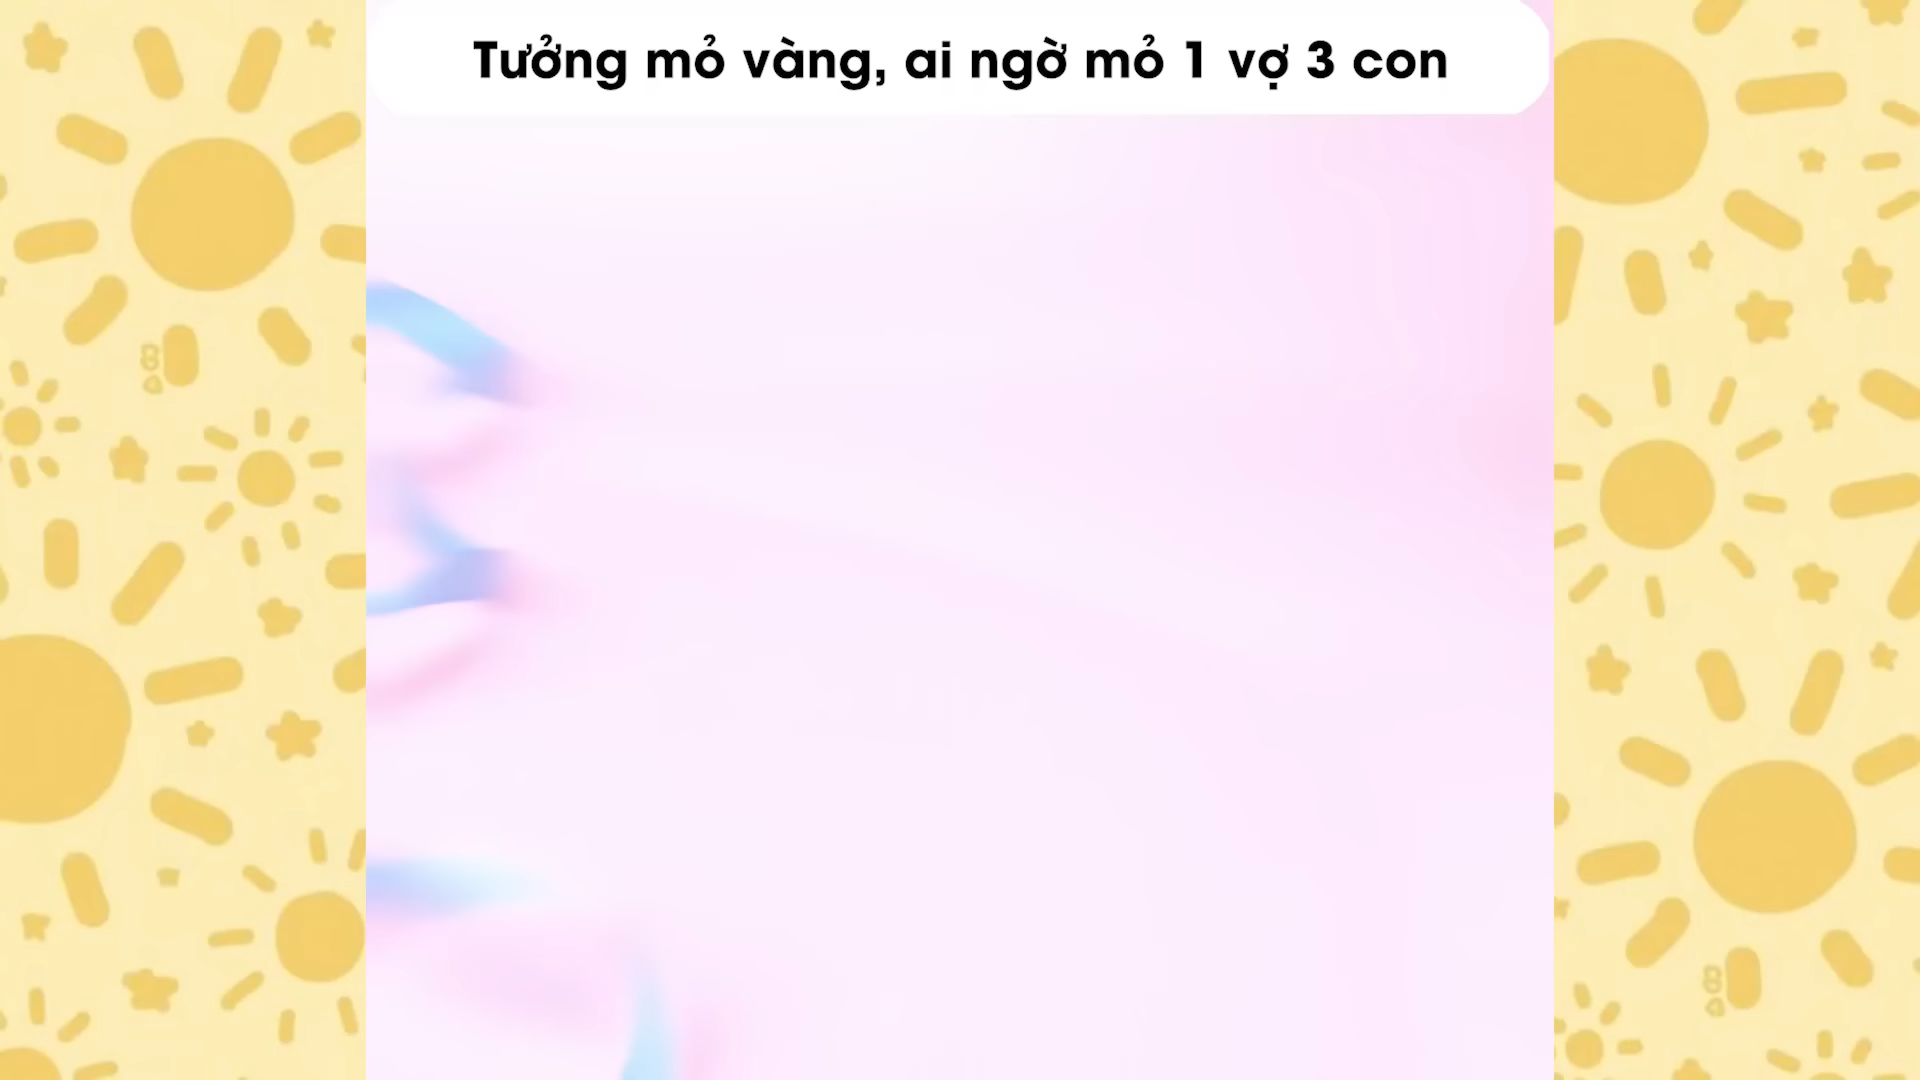 Tưởng mỏ vàng, ai ngờ mỏ 1 vợ 3 con